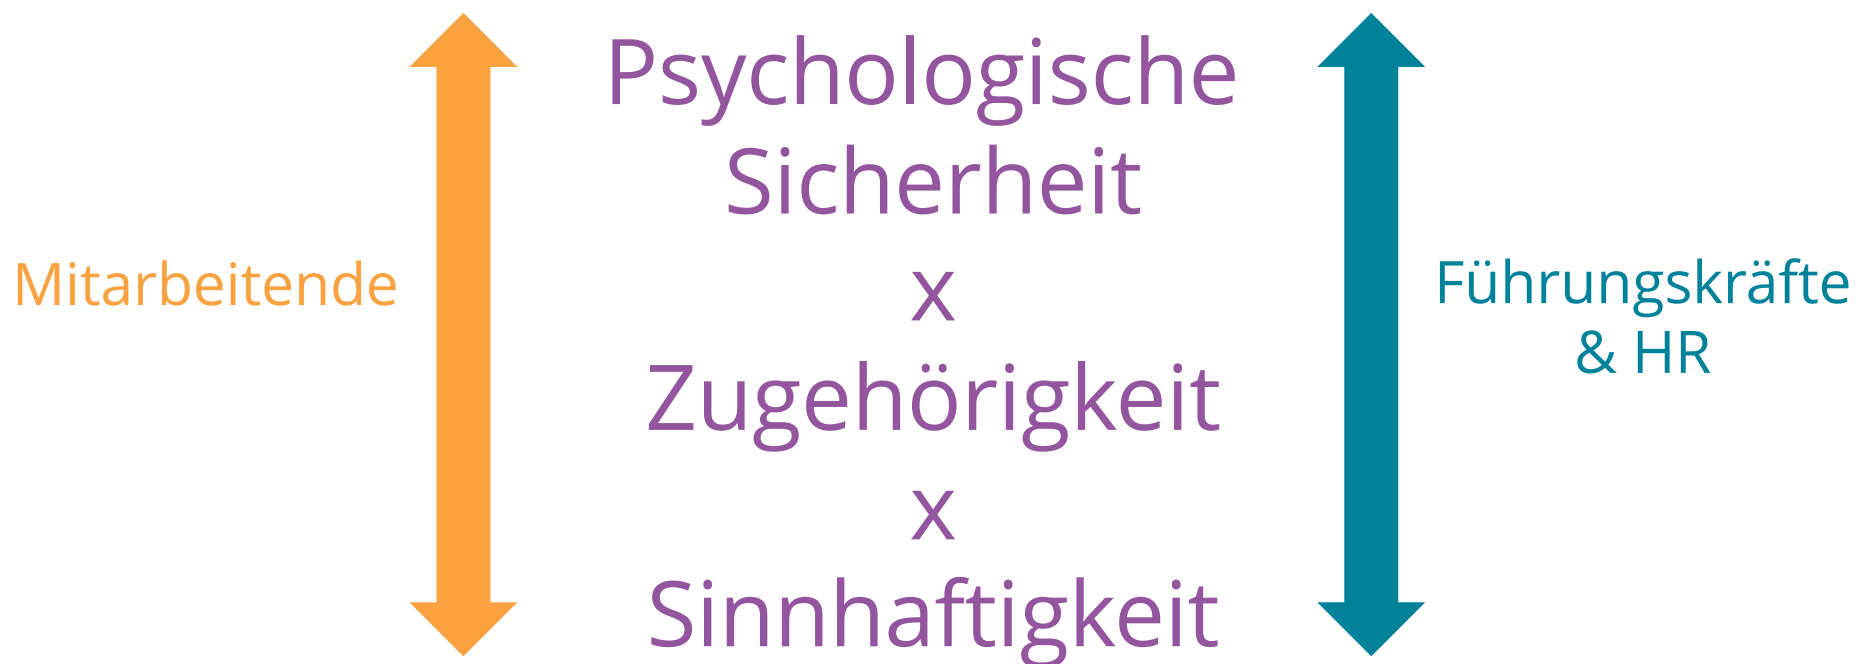 Psychologische
Sicherheit
x
Zugehörigkeit
x
Sinnhaftigkeit
Mitarbeitende
Führungskräfte
& HR